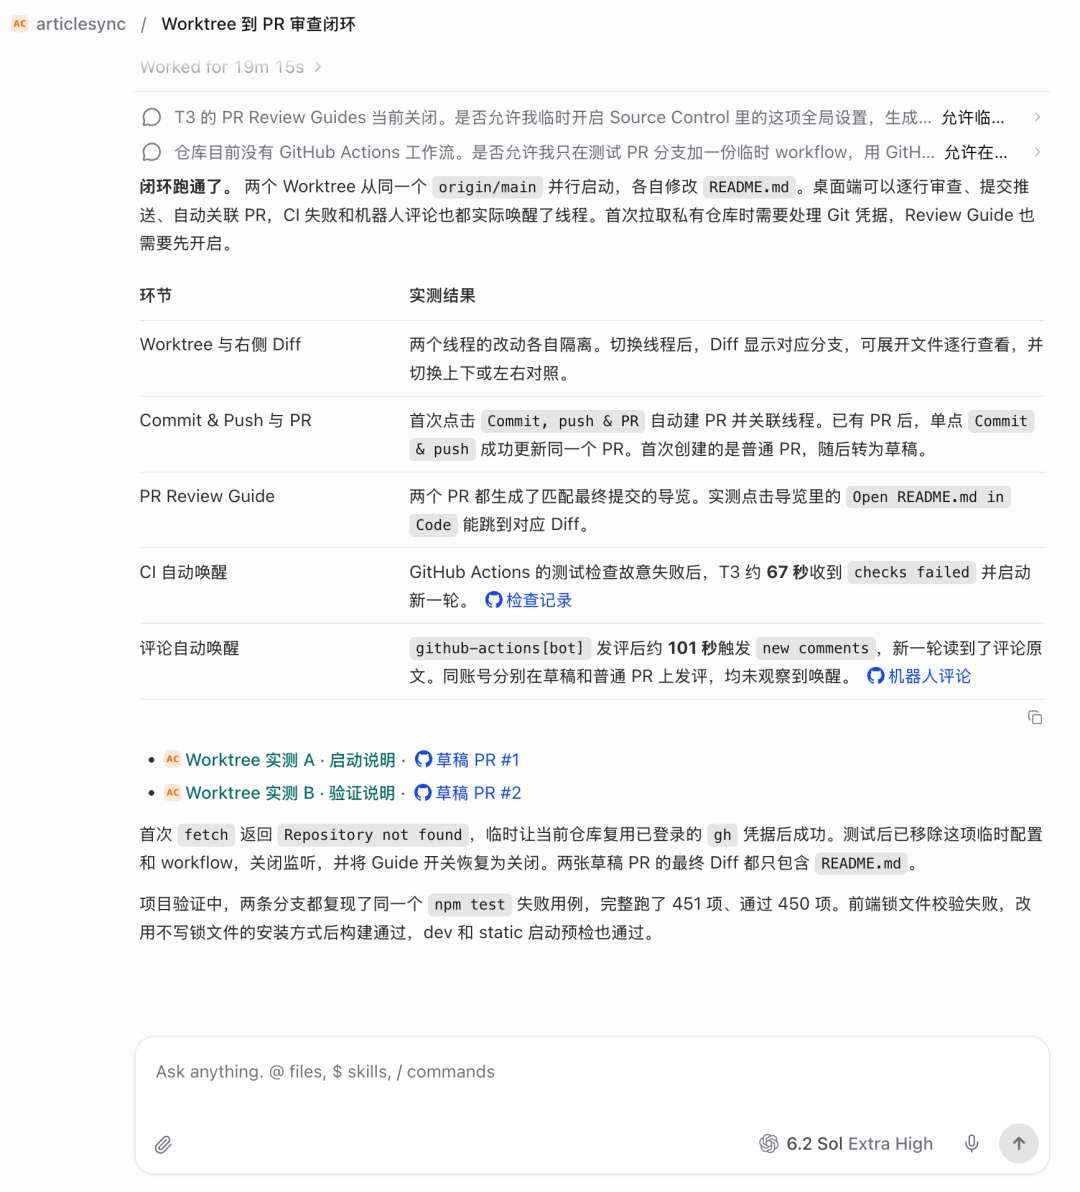 AC articlesync / Worktree 到 PR 审查闭环
Worked for 19m 15s
T3 的 PR Review Guides 当前关闭。是否允许我临时开启 Source Control 里的这项全局设置，生成... 允许临...
仓库目前没有 GitHub Actions 工作流。是否允许我只在测试 PR 分支加一份临时 workflow，用 GitH... 允许在...
闭环跑通了。两个 Worktree 从同一个 origin/main 并行启动，各自修改 README.md。桌面端可以逐行审查、提交推
送、自动关联 PR，CI 失败和机器人评论也都实际唤醒了线程。首次拉取私有仓库时需要处理 Git 凭据，Review Guide 也
需要先开启。
环节 实测结果
Worktree 与右侧 Diff 两个线程的改动各自隔离。切换线程后，Diff 显示对应分支，可展开文件逐行查看，并
切换上下或左右对照。
Commit & Push 与 PR 首次点击 Commit, push & PR 自动建 PR 并关联线程。已有 PR 后，单点 Commit
& push 成功更新同一个 PR。首次创建的是普通 PR，随后转为草稿。
PR Review Guide 两个 PR 都生成了匹配最终提交的导览。实测点击导览里的 Open README.md in
Code 能跳到对应 Diff。
CI 自动唤醒 GitHub Actions 的测试检查故意失败后，T3 约 67 秒收到 checks failed 并启动
新一轮。 检查记录
评论自动唤醒 github-actions[bot] 发评后约 101 秒触发 new comments，新一轮读到了评论原
文。同账号分别在草稿和普通 PR 上发评，均未观察到唤醒。 机器人评论
• AC Worktree 实测 A · 启动说明 · 草稿 PR #1
• AC Worktree 实测 B · 验证说明 · 草稿 PR #2
首次 fetch 返回 Repository not found，临时让当前仓库复用已登录的 gh 凭据后成功。测试后已移除这项临时配置
和 workflow，关闭监听，并将 Guide 开关恢复为关闭。两张草稿 PR 的最终 Diff 都只包含 README.md。
项目验证中，两条分支都复现了同一个 npm test 失败用例，完整跑了 451 项、通过 450 项。前端锁文件校验失败，改
用不写锁文件的安装方式后构建通过，dev 和 static 启动预检也通过。
Ask anything. @ files, $ skills, / commands
6.2 Sol Extra High